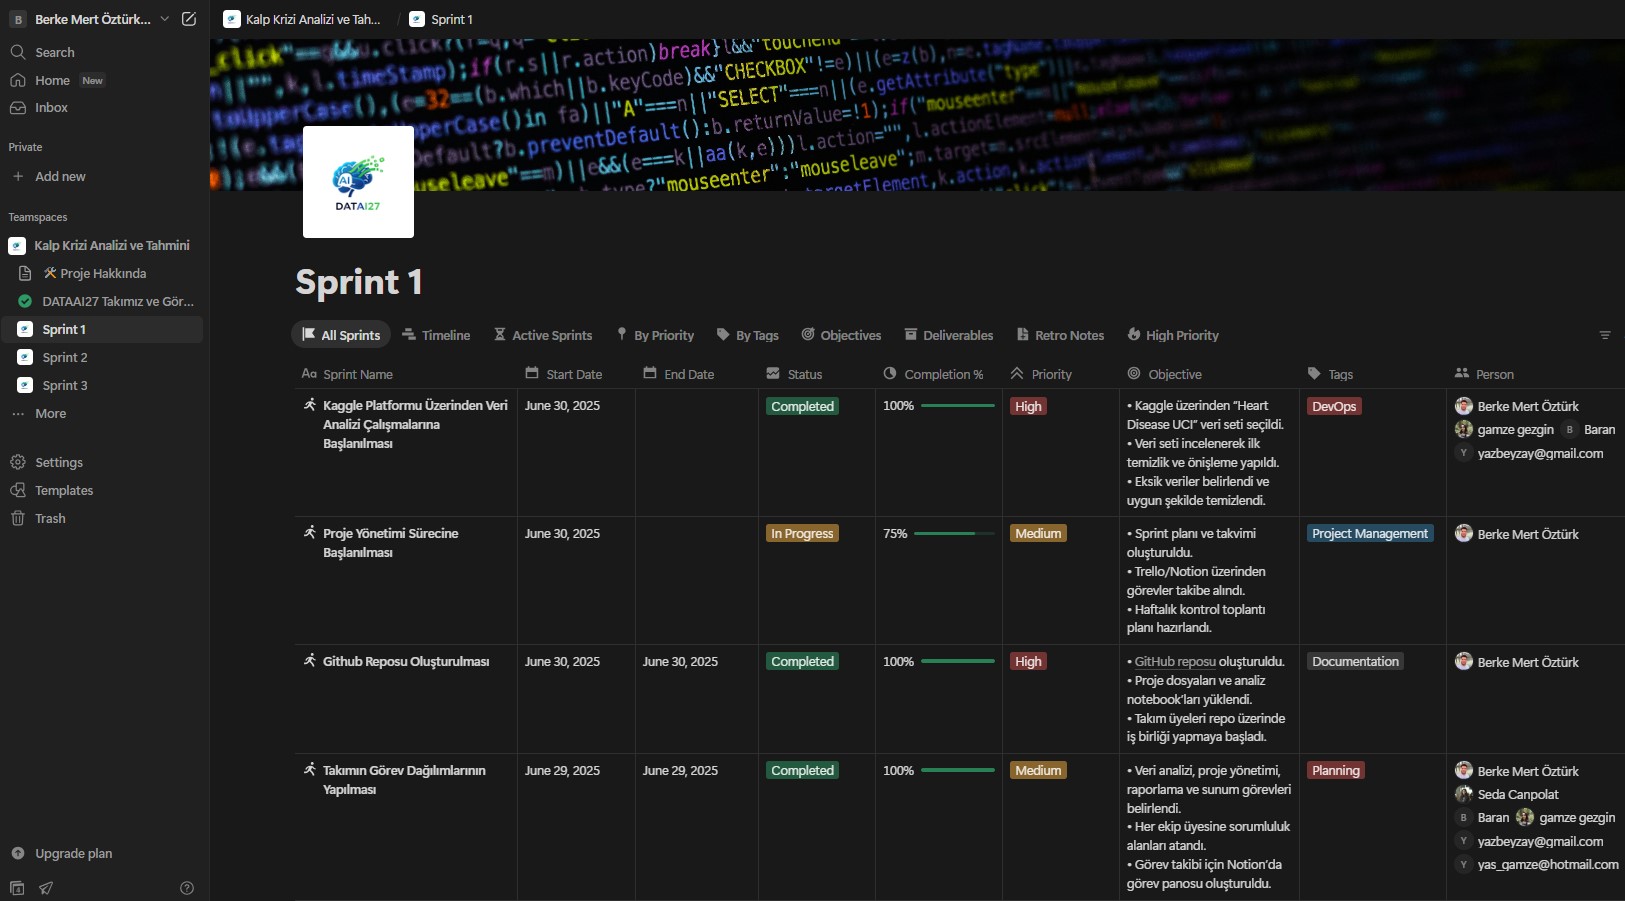 B Berke Mert Öztürk...
Search
Home New
Inbox
Private
Add new
Teamspaces
Kalp Krizi Analizi ve Tahmini
Proje Hakkında
DATAAI27 Takımız ve Gör...
Sprint 1
Sprint 2
Sprint 3
More
Settings
Templates
Trash
Upgrade plan
Kalp Krizi Analizi ve Tah... / Sprint 1
AI
DATAI27
Sprint 1
All Sprints Timeline Active Sprints By Priority By Tags Objectives Deliverables Retro Notes High Priority
Aa Sprint Name Start Date End Date Status Completion % Priority Objective Tags Person
Kaggle Platformu Üzerinden Veri
Analizi Çalışmalarına
Başlanılması
June 30, 2025
Completed
100%
High
• Kaggle üzerinden “Heart
Disease UCI” veri seti seçildi.
• Veri seti incelenerek ilk
temizlik ve önişleme yapıldı.
• Eksik veriler belirlendi ve
uygun şekilde temizlendi.
DevOps
Berke Mert Öztürk
gamze gezgin B Baran
Y yazbeyzay@gmail.com
Proje Yönetimi Sürecine
Başlanılması
June 30, 2025
In Progress
75%
Medium
• Sprint planı ve takvimi
oluşturuldu.
• Trello/Notion üzerinden
görevler takibe alındı.
• Haftalık kontrol toplantı
planı hazırlandı.
Project Management
Berke Mert Öztürk
Github Reposu Oluşturulması
June 30, 2025
June 30, 2025
Completed
100%
High
• GitHub reposu oluşturuldu.
• Proje dosyaları ve analiz
notebook’ları yüklendi.
• Takım üyeleri repo üzerinde
iş birliği yapmaya başladı.
Documentation
Berke Mert Öztürk
Takımın Görev Dağılımlarının
Yapılması
June 29, 2025
June 29, 2025
Completed
100%
Medium
• Veri analizi, proje yönetimi,
raporlama ve sunum görevleri
belirlendi.
• Her ekip üyesine sorumluluk
alanları atandı.
• Görev takibi için Notion’da
görev panosu oluşturuldu.
Planning
Berke Mert Öztürk
Seda Canpolat
B Baran gamze gezgin
Y yazbeyzay@gmail.com
Y yas_gamze@hotmail.com